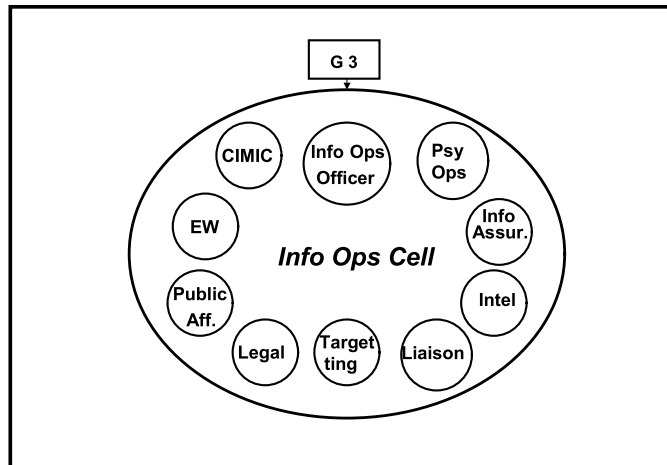 G 3
CIMIC
Info Ops
Officer
Psy
Ops
EW
Info
Assur.
Info Ops Cell
Public
Aff.
Intel
Legal
Target
ting
Liaison